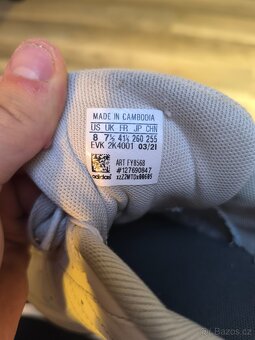 MADE IN CAMBODIA
US UK FR JP CHN
8 7½ 41⅓ 260 255
EVK 2K4001 03/21
ART FY8568
#127690847
adidas
Bazos.cz